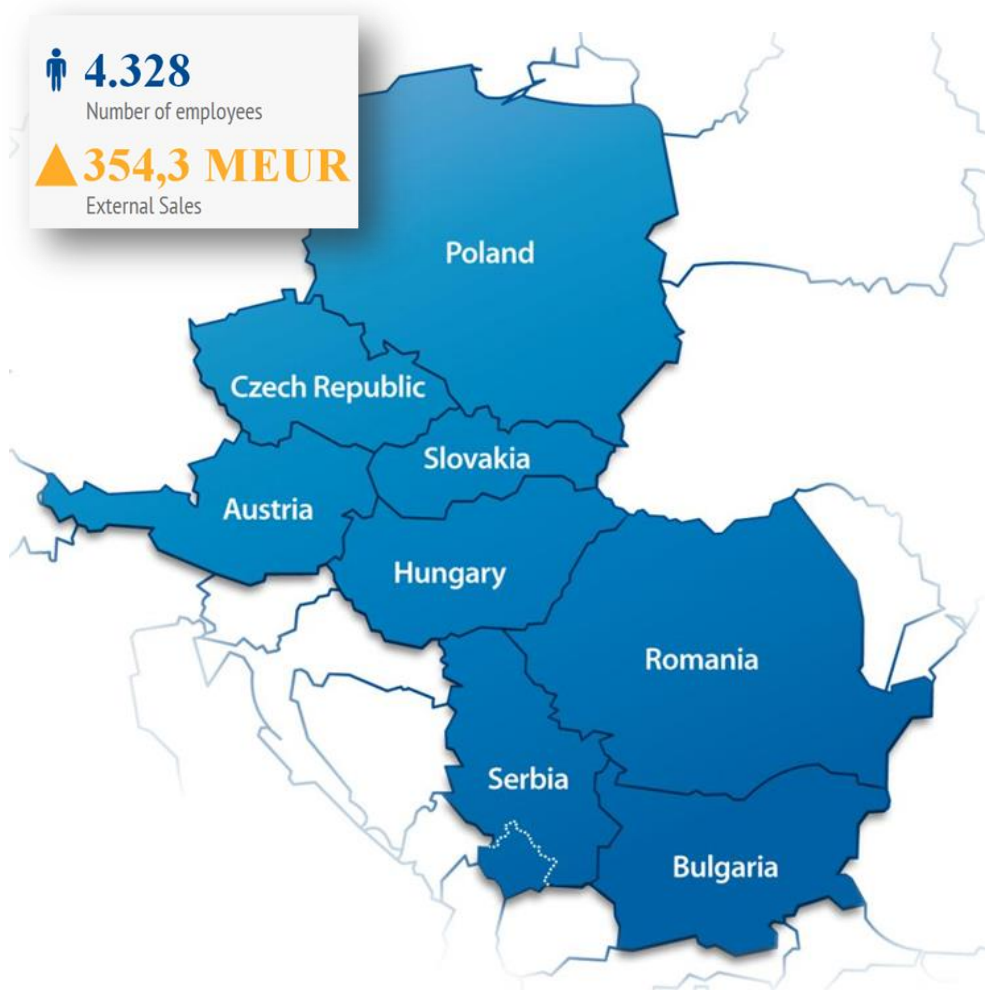 4.328
Number of employees
354,3 MEUR
External Sales
Poland
Czech Republic
Slovakia
Austria
Hungary
Romania
Serbia
Bulgaria